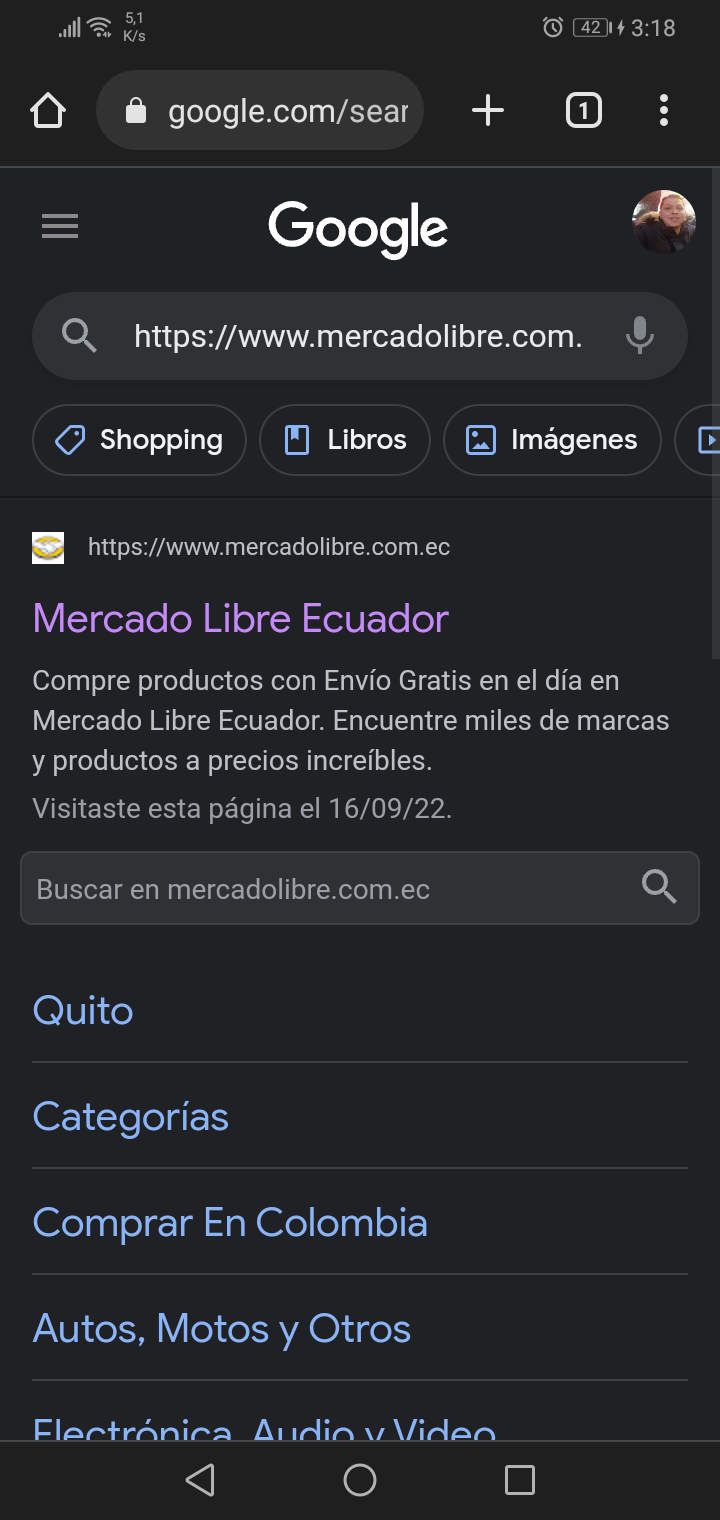 5,1
K/s
42
3:18
google.com/sear
1
Google
https://www.mercadolibre.com.
Shopping
Libros
Imágenes
https://www.mercadolibre.com.ec
Mercado Libre Ecuador
Compre productos con Envío Gratis en el día en
Mercado Libre Ecuador. Encuentre miles de marcas
y productos a precios increíbles.
Visitaste esta página el 16/09/22.
Buscar en mercadolibre.com.ec
Quito
Categorías
Comprar En Colombia
Autos, Motos y Otros
Electrónica, Audio y Video